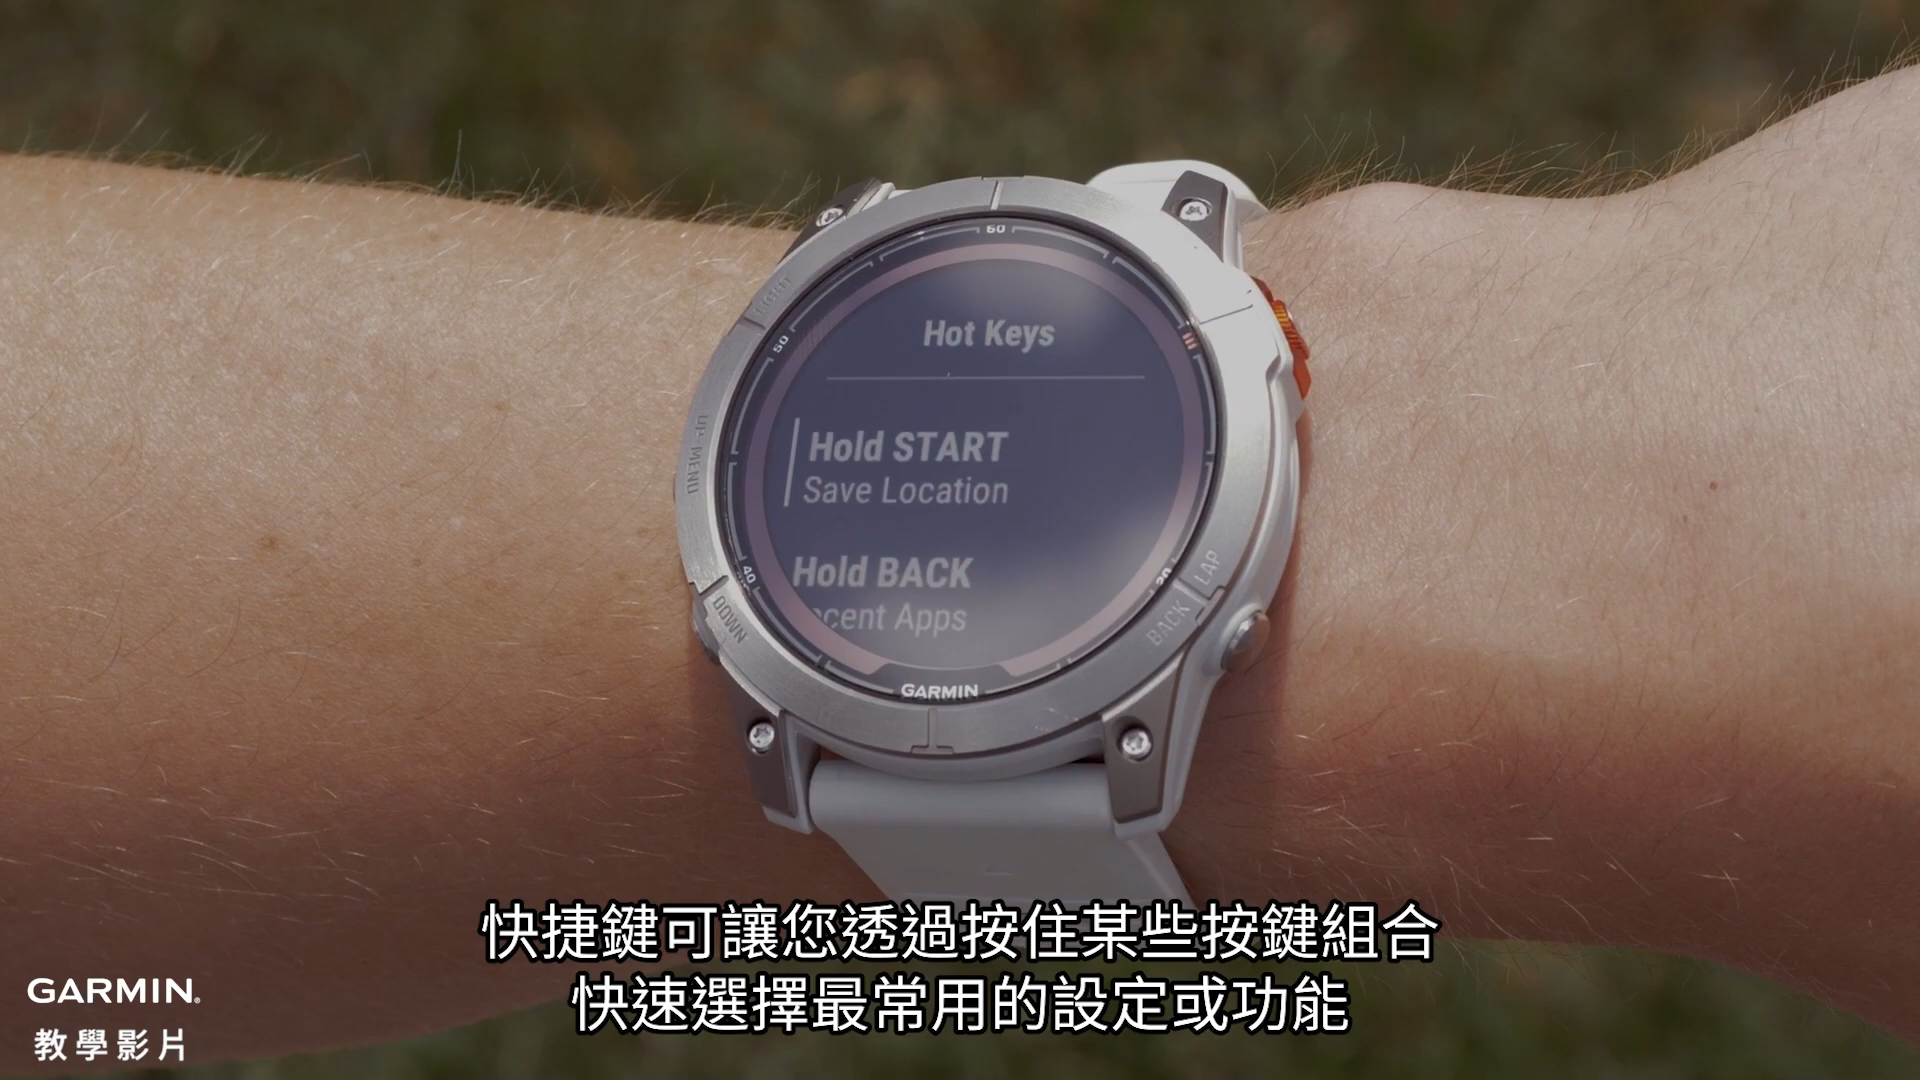 60
LIGHT
50
Hot Keys
UP·MENU
Hold START
Save Location
Hold BACK
ecent Apps
40
20
LAP
DOWN
BACK
GARMIN
快捷鍵可讓您透過按住某些按鍵組合
快速選擇最常用的設定或功能
GARMIN®
教學影片